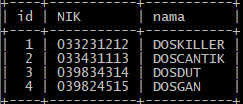 id | NIK | nama
1 | 033231212 | DOSKILLER
2 | 033431113 | DOSCANTIK
3 | 039834314 | DOSDUT
4 | 039824515 | DOSGAN